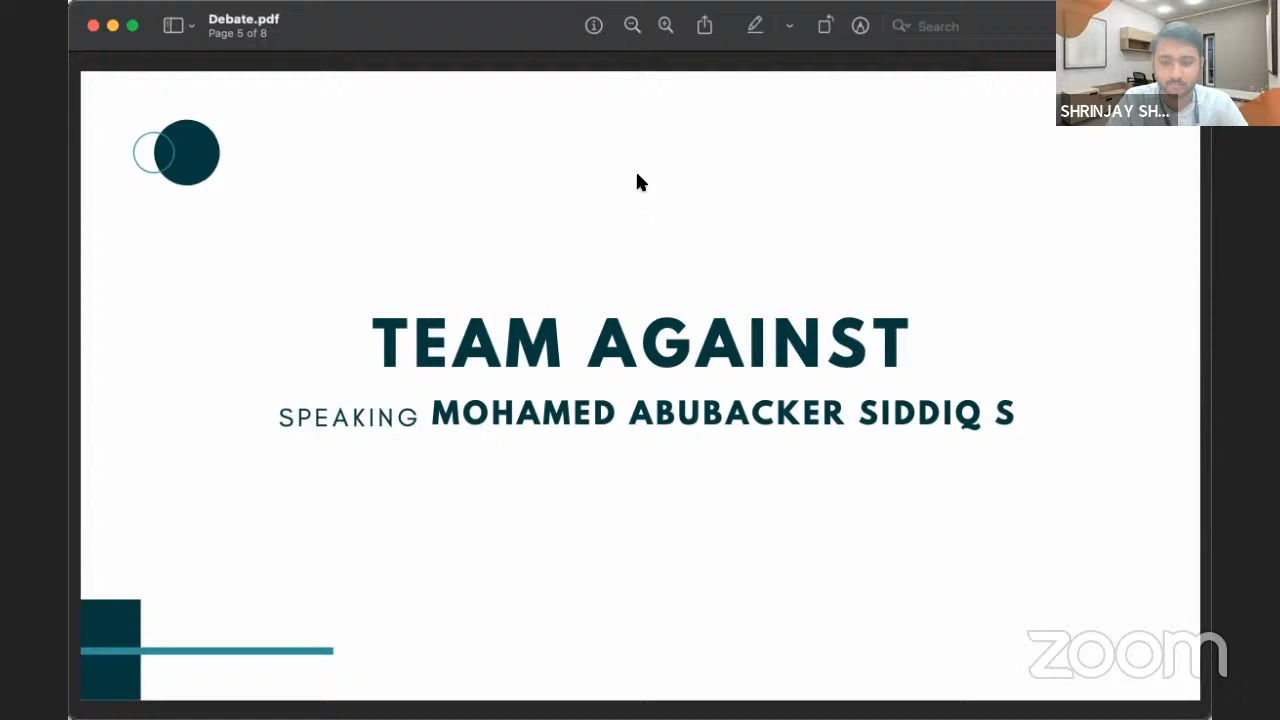 Debate.pdf
Page 5 of 8
Search
SHRINJAY SH...
TEAM AGAINST
SPEAKING MOHAMED ABUBACKER SIDDIQ S
zoom